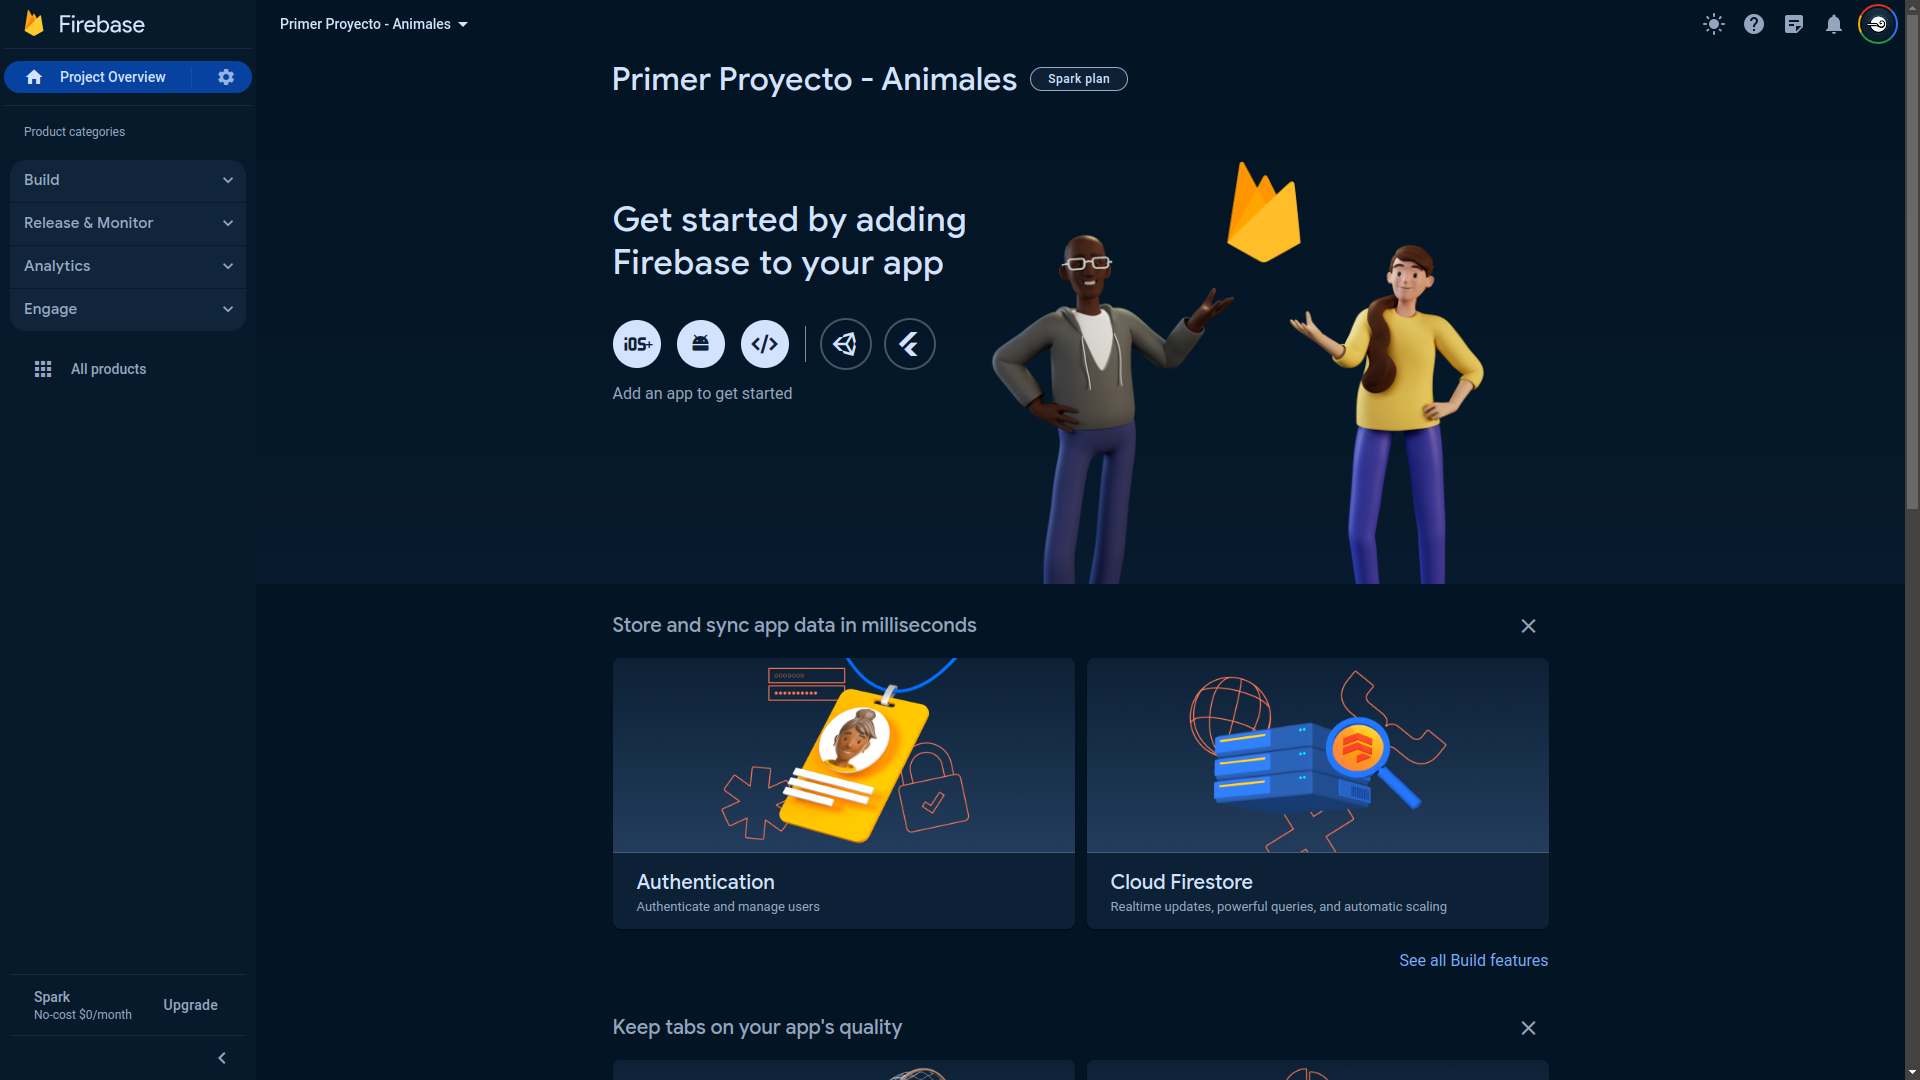 Firebase
Primer Proyecto - Animales
Project Overview
Product categories
Build
Release & Monitor
Analytics
Engage
All products
Spark
No-cost $0/month
Upgrade
Primer Proyecto - Animales
Spark plan
Get started by adding
Firebase to your app
iOS+
Add an app to get started
Store and sync app data in milliseconds
Authentication
Authenticate and manage users
Cloud Firestore
Realtime updates, powerful queries, and automatic scaling
See all Build features
Keep tabs on your app's quality